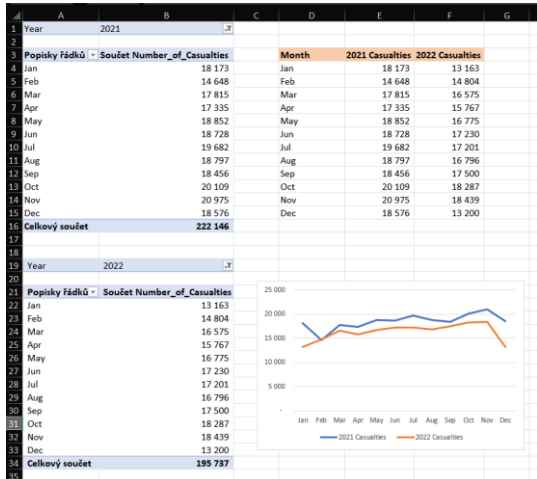 A B C D E F G
1 Year 2021
2
3 Popisky řádků Součet Number_of_Casualties Month 2021 Casualties 2022 Casualties
4 Jan 18 173 Jan 18 173 13 163
5 Feb 14 648 Feb 14 648 14 804
6 Mar 17 815 Mar 17 815 16 575
7 Apr 17 335 Apr 17 335 15 767
8 May 18 852 May 18 852 16 775
9 Jun 18 728 Jun 18 728 17 230
10 Jul 19 682 Jul 19 682 17 201
11 Aug 18 797 Aug 18 797 16 796
12 Sep 18 456 Sep 18 456 17 500
13 Oct 20 109 Oct 20 109 18 287
14 Nov 20 975 Nov 20 975 18 439
15 Dec 18 576 Dec 18 576 13 200
16 Celkový součet 222 146
17
18
19 Year 2022
20
21 Popisky řádků Součet Number_of_Casualties
22 Jan 13 163
23 Feb 14 804
24 Mar 16 575
25 Apr 15 767
26 May 16 775
27 Jun 17 230
28 Jul 17 201
29 Aug 16 796
30 Sep 17 500
31 Oct 18 287
32 Nov 18 439
33 Dec 13 200
34 Celkový součet 195 737
35
25 000
20 000
15 000
10 000
5 000
-
Jan Feb Mar Apr May Jun Jul Aug Sep Oct Nov Dec
2021 Casualties 2022 Casualties